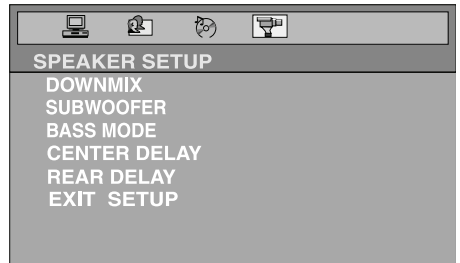 SPEAKER SETUP
DOWNMIX
SUBWOOFER
BASS MODE
CENTER DELAY
REAR DELAY
EXIT SETUP